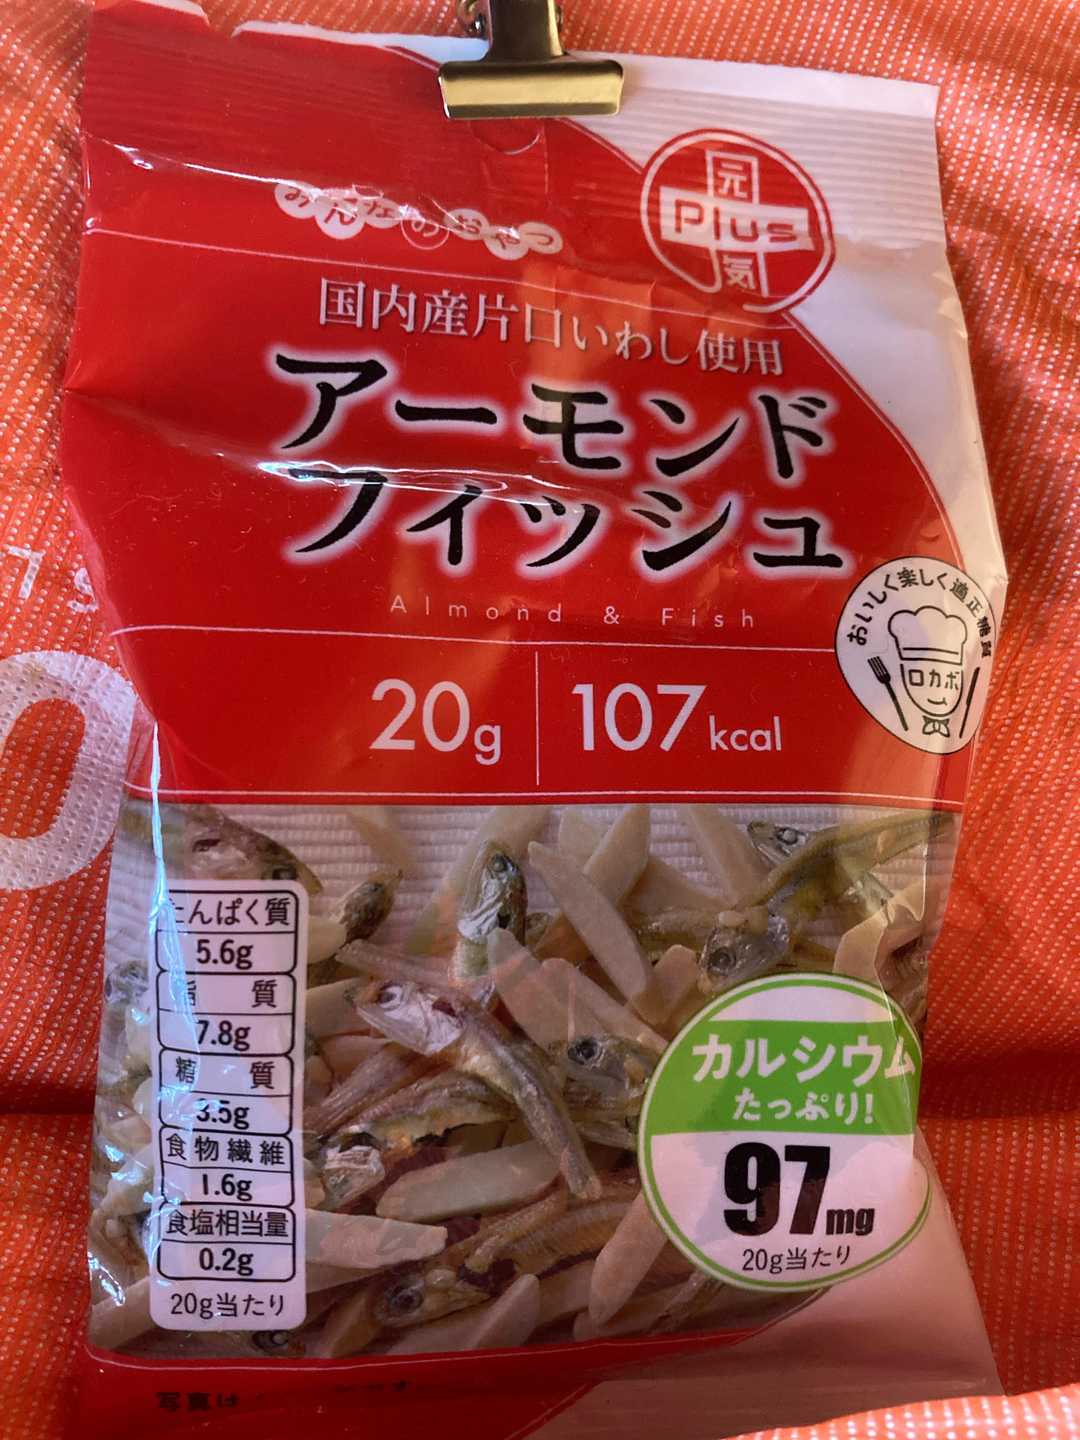 みんなのおやつ
元
Plus
気
国内産片口いわし使用
アーモンド
フィッシュ
Almond & Fish
おいしく楽しく適正糖質
ロカボ
20g
107kcal
たんぱく質
5.6g
脂質
7.8g
糖質
3.5g
食物繊維
1.6g
食塩相当量
0.2g
20g当たり
カルシウム
たっぷり!
97mg
20g当たり
写真は